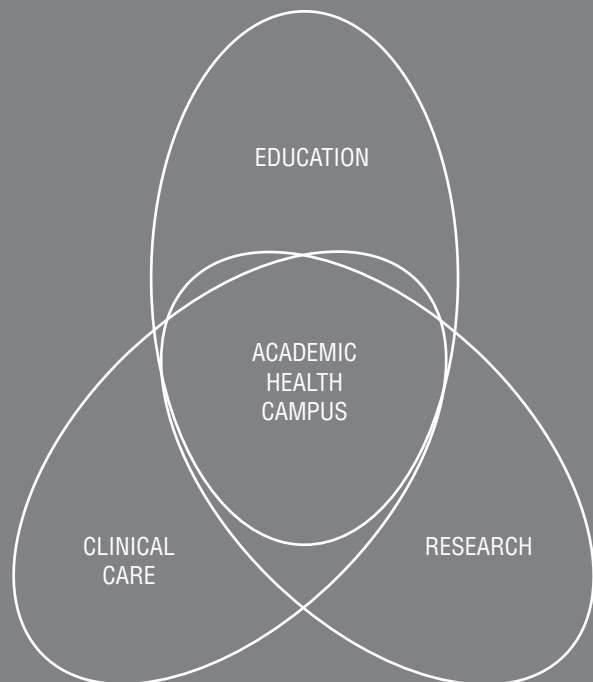 EDUCATION
ACADEMIC
HEALTH
CAMPUS
CLINICAL
CARE
RESEARCH